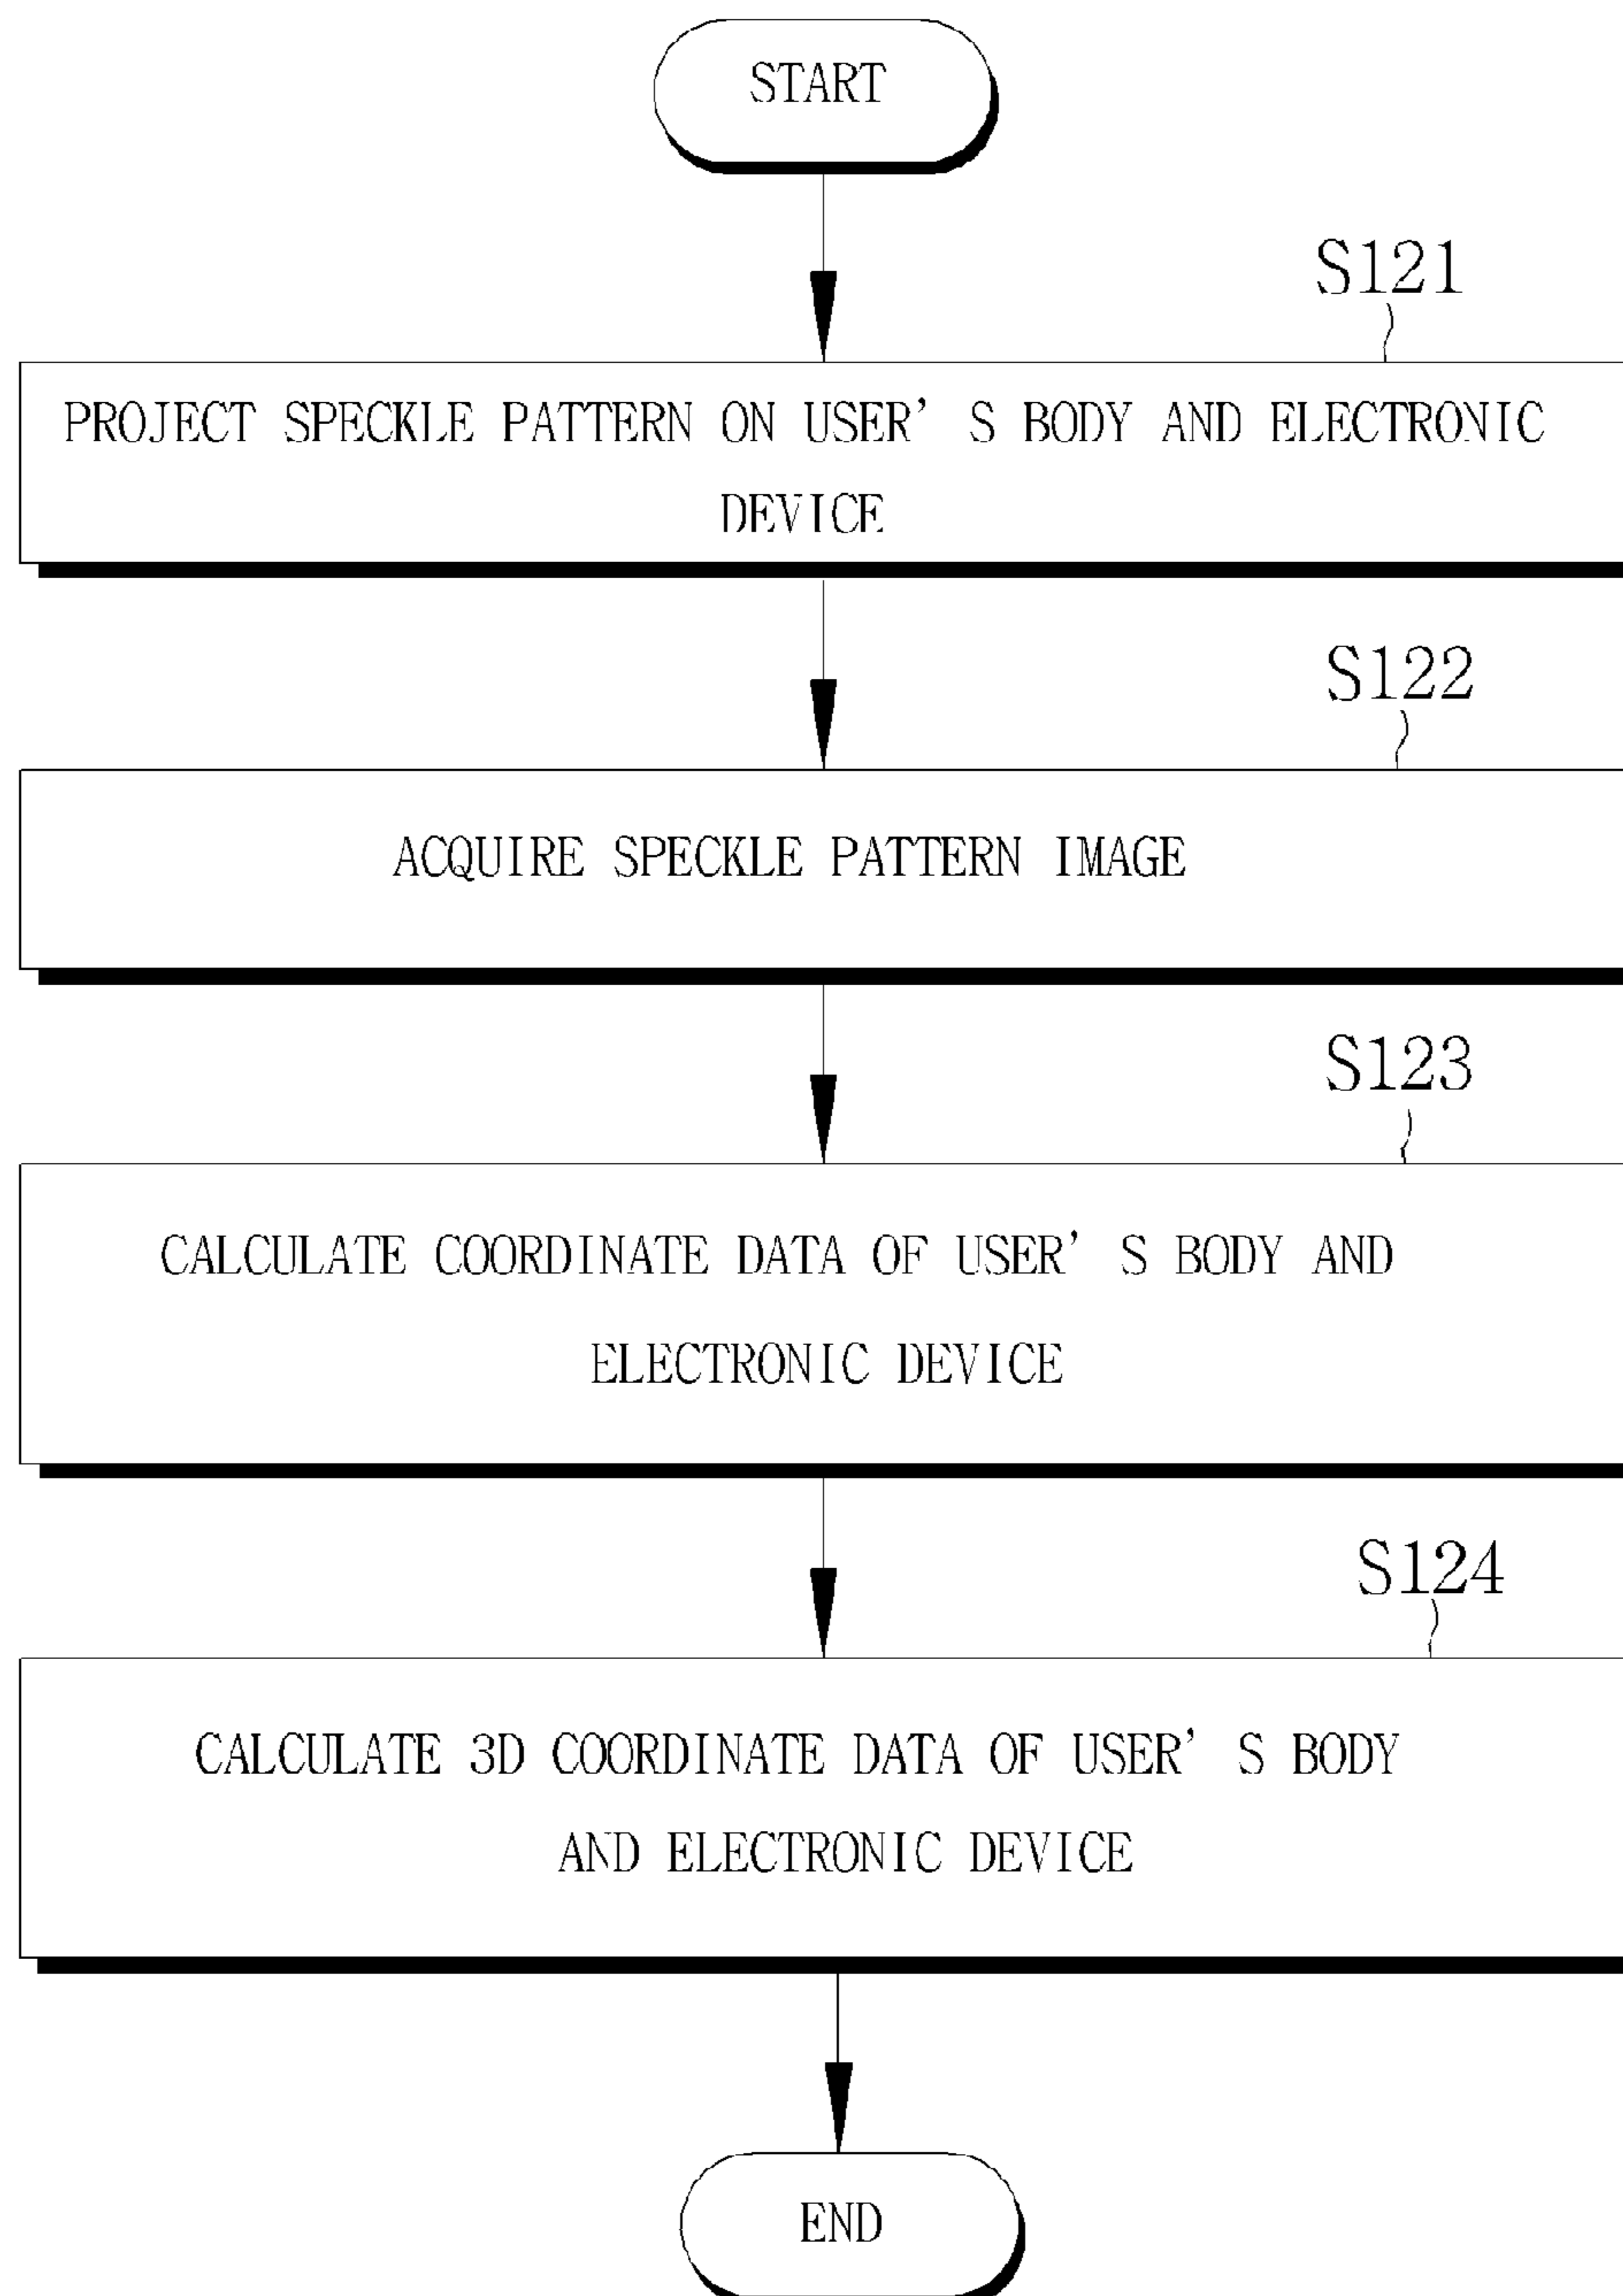 START
S121
PROJECT SPECKLE PATTERN ON USER'S BODY AND ELECTRONIC
DEVICE
S122
ACQUIRE SPECKLE PATTERN IMAGE
S123
CALCULATE COORDINATE DATA OF USER'S BODY AND
ELECTRONIC DEVICE
S124
CALCULATE 3D COORDINATE DATA OF USER'S BODY
AND ELECTRONIC DEVICE
END